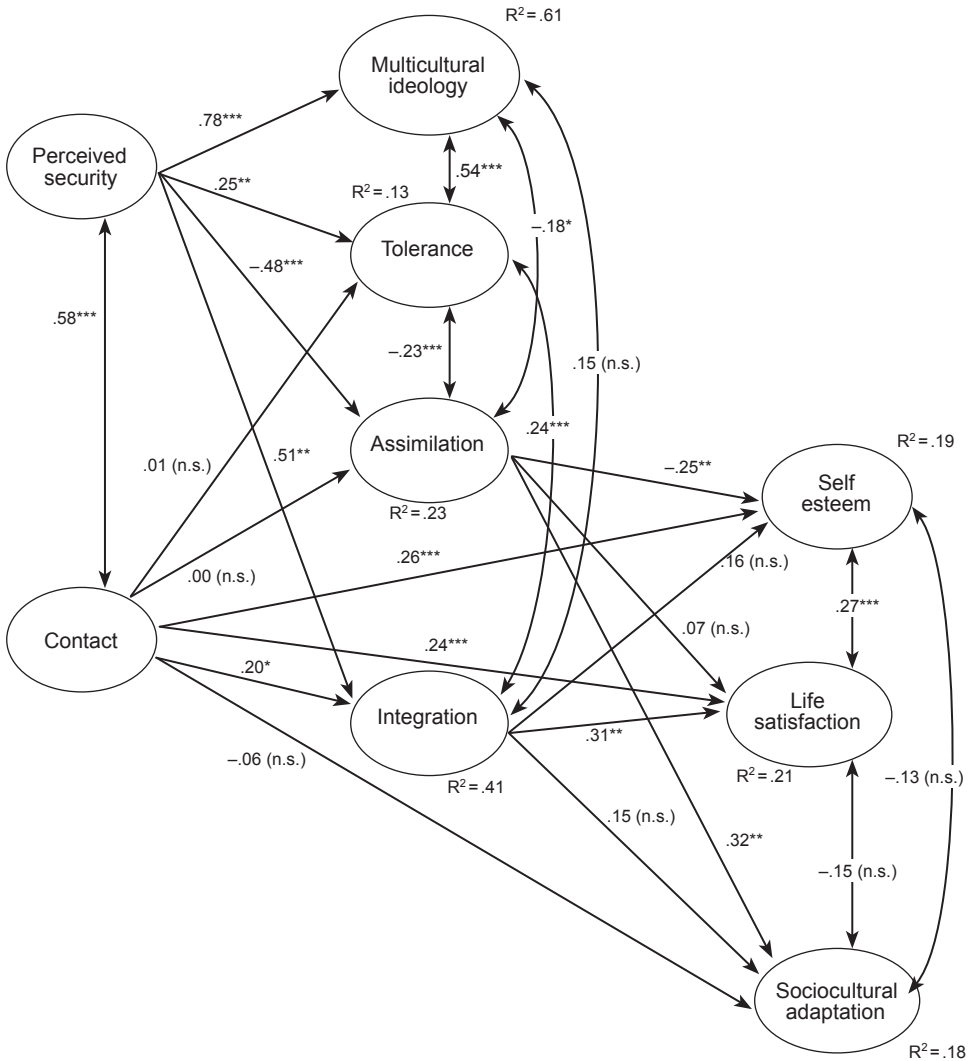 R² = .61
Multicultural
ideology
.78***
Perceived
security
.54***
.25**
R² = .13
–.18*
Tolerance
–.48***
.58***
–.23***
.15 (n.s.)
.24***
Assimilation
R² = .19
.51**
.01 (n.s.)
–.25**
Self
esteem
R² = .23
.26***
.16 (n.s.)
.00 (n.s.)
.27***
.07 (n.s.)
Contact
.24***
.20*
Life
satisfaction
Integration
.31**
–.06 (n.s.)
R² = .21
–.13 (n.s.)
R² = .41
.15 (n.s.)
.32**
–.15 (n.s.)
Sociocultural
adaptation
R² = .18